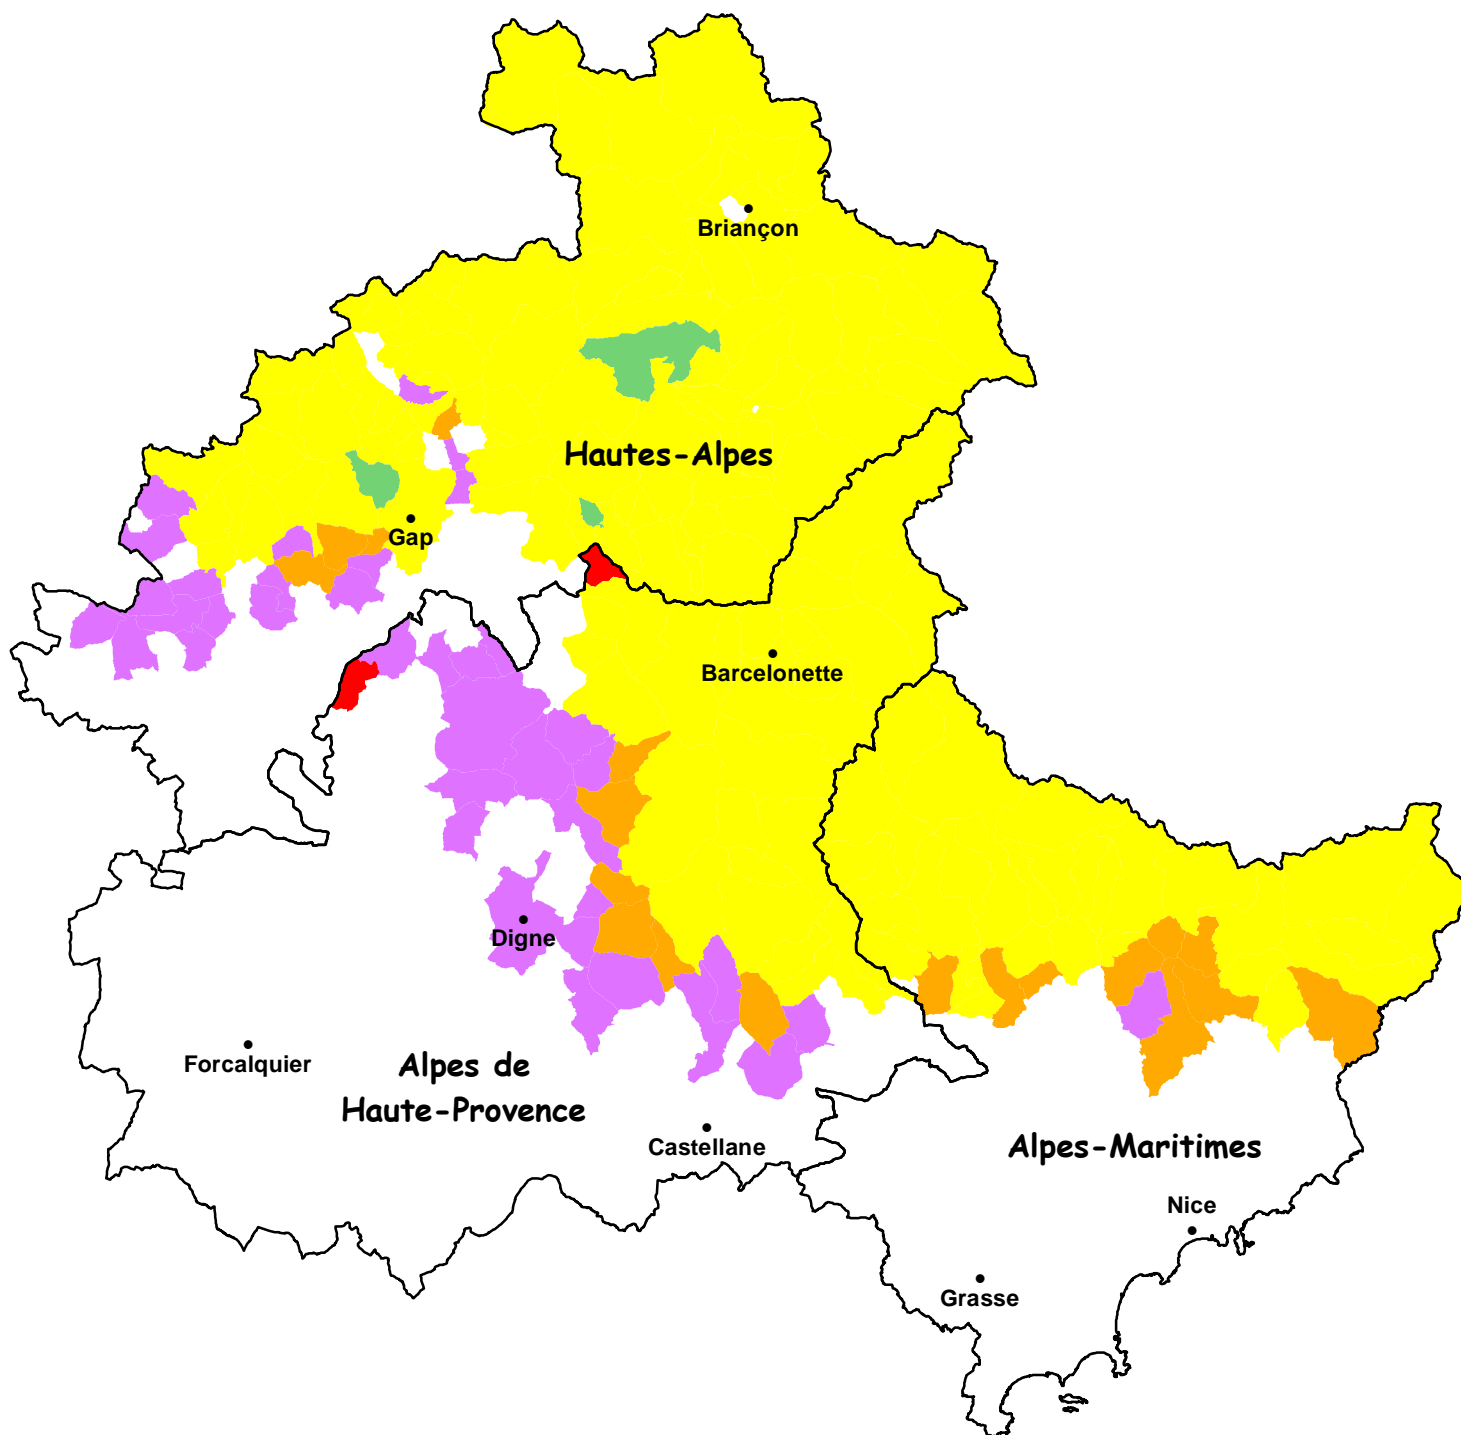 Briançon
Hautes-Alpes
Gap
Barcelonette
Digne
Forcalquier
Alpes de
Haute-Provence
Castellane
Alpes-Maritimes
Nice
Grasse